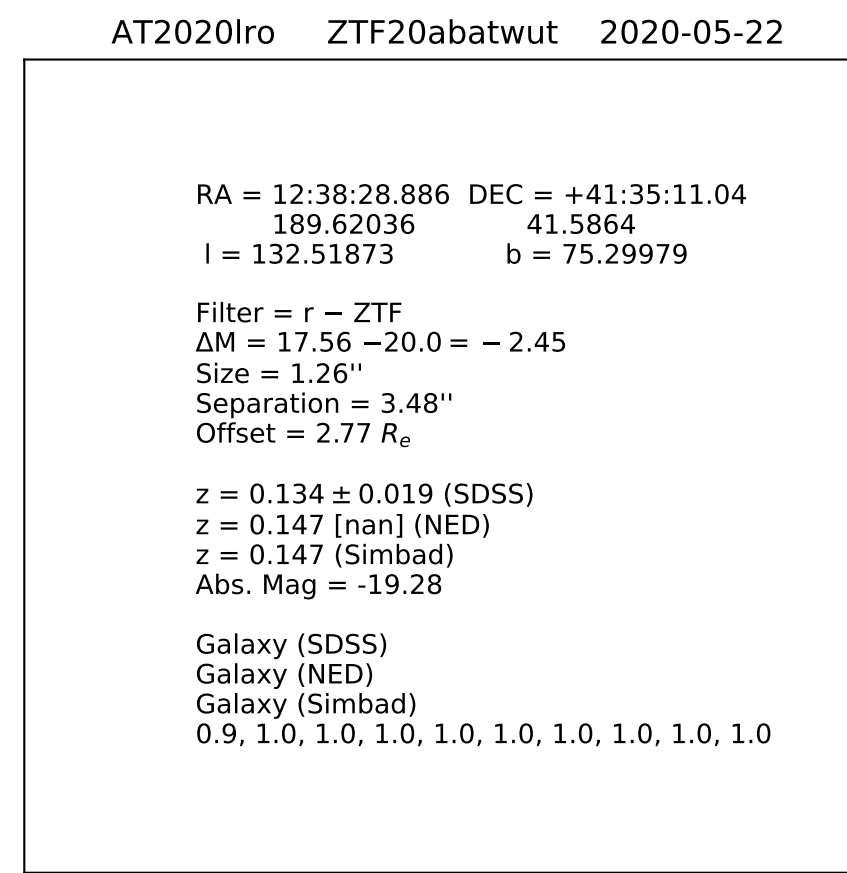 AT2020lro ZTF20abatwut 2020-05-22
RA = 12:38:28.886 DEC = +41:35:11.04
189.62036 41.5864
l = 132.51873 b = 75.29979
Filter = r − ZTF
ΔM = 17.56 −20.0 = − 2.45
Size = 1.26''
Separation = 3.48''
Offset = 2.77 Re
z = 0.134 ± 0.019 (SDSS)
z = 0.147 [nan] (NED)
z = 0.147 (Simbad)
Abs. Mag = -19.28
Galaxy (SDSS)
Galaxy (NED)
Galaxy (Simbad)
0.9, 1.0, 1.0, 1.0, 1.0, 1.0, 1.0, 1.0, 1.0, 1.0